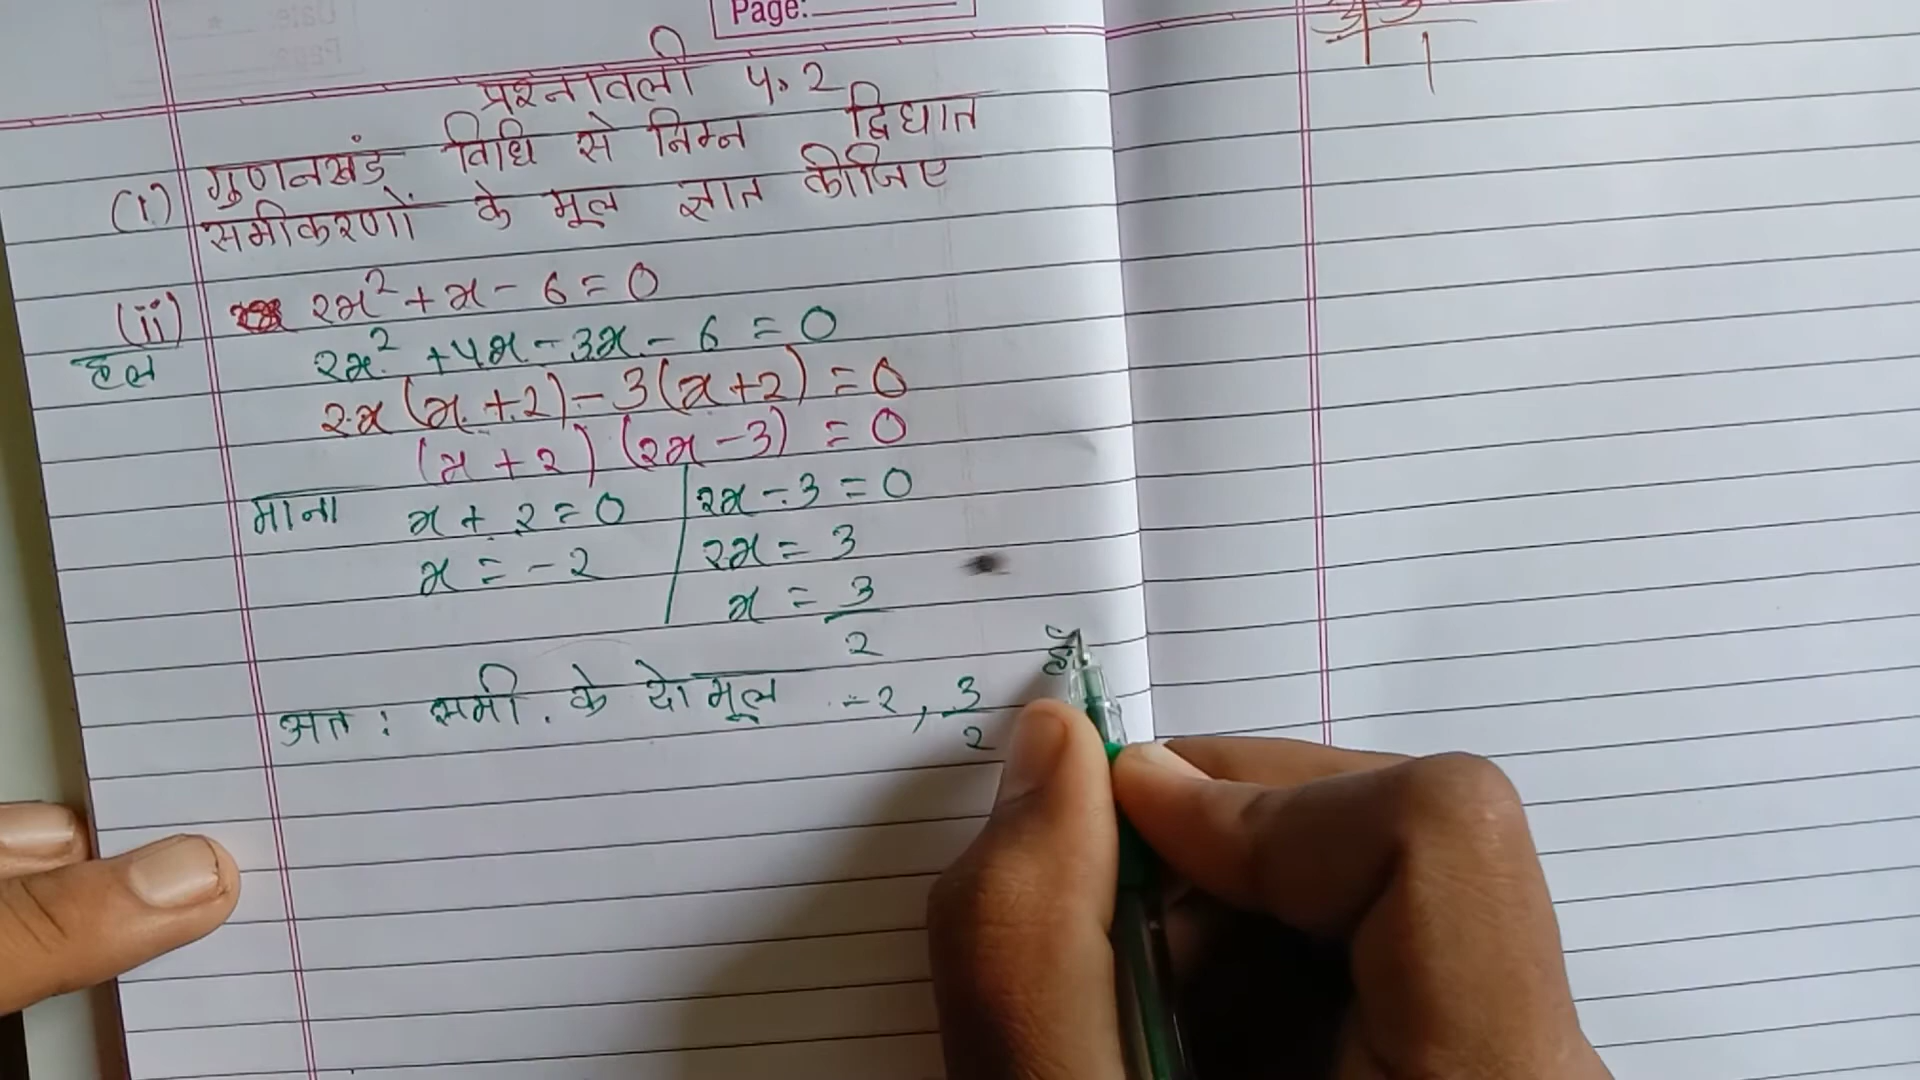 Page:
प्रश्नावली 4.2
(i) गुणनखंड विधि से निम्न द्विघात
समीकरणों के मूल ज्ञात कीजिए
(ii) 2x² + x - 6 = 0
हल 2x² + 4x - 3x - 6 = 0
2x (x + 2) - 3 (x + 2) = 0
(x + 2) (2x - 3) = 0
माना x + 2 = 0 | 2x - 3 = 0
x = -2 | 2x = 3
x = 3/2
अत : समी. के दो मूल -2, 3/2 हैं